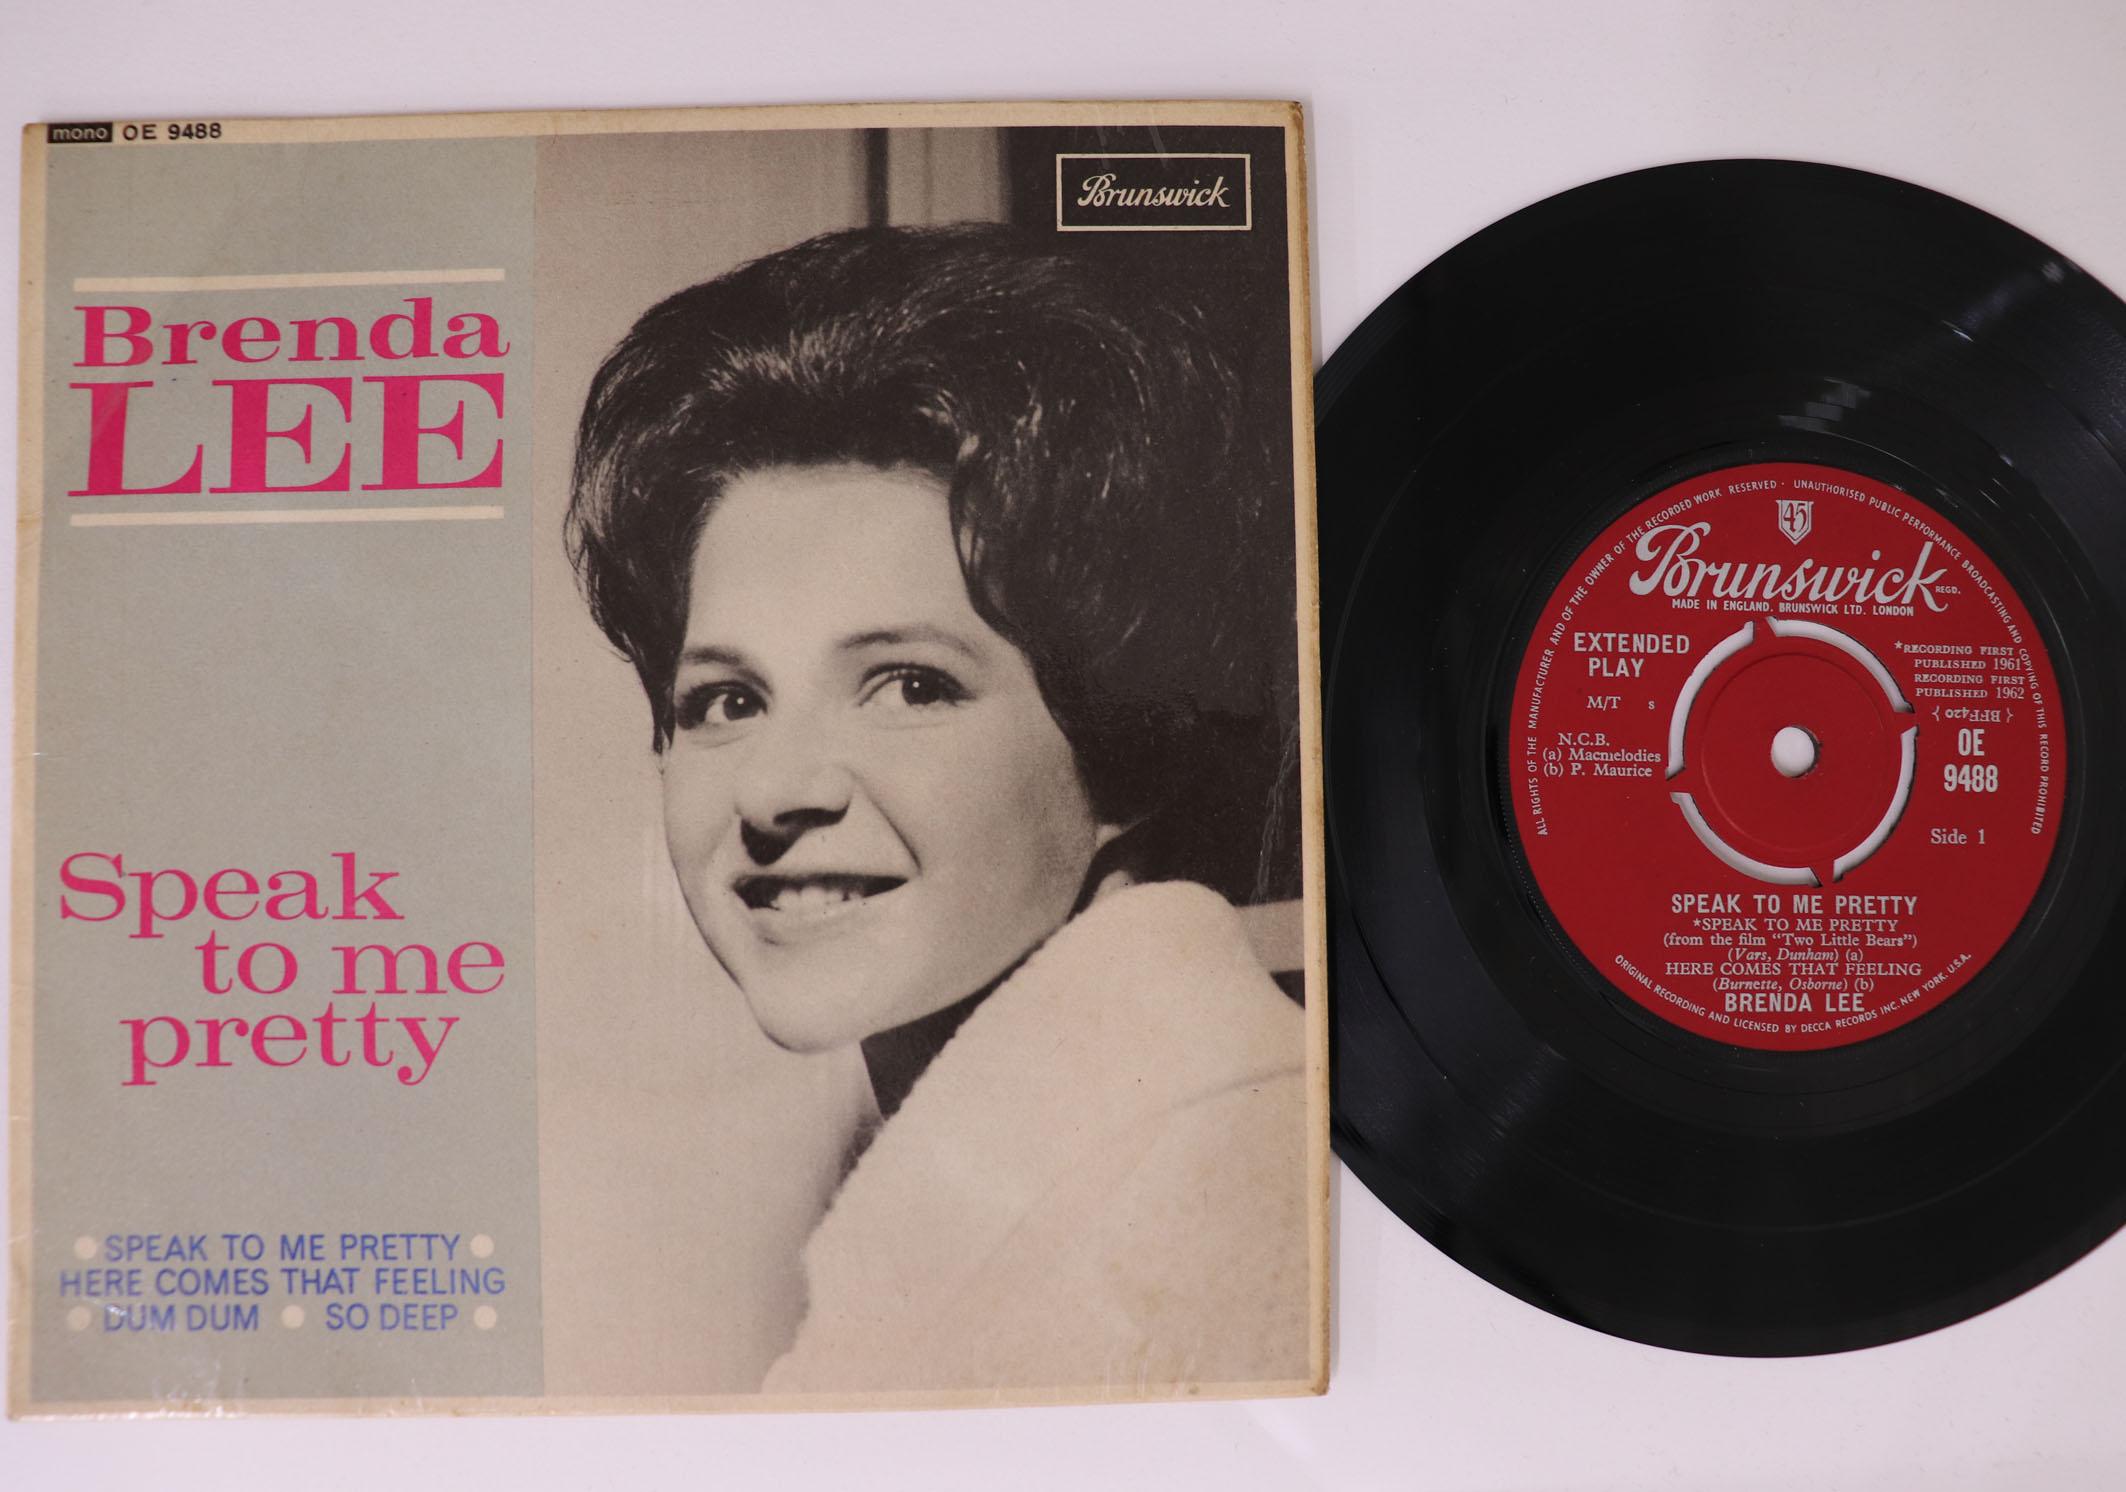 mono OE 9488
Brunswick
Brenda
LEE
Speak
to me
pretty
SPEAK TO ME PRETTY
HERE COMES THAT FEELING
DUM DUM • SO DEEP
ALL RIGHTS OF THE MANUFACTURER AND OF THE OWNER OF THE RECORDED WORK RESERVED · UNAUTHORISED PUBLIC PERFORMANCE BROADCASTING AND COPYING OF THIS RECORD PROHIBITED
45
Brunswick REGD.
MADE IN ENGLAND. BRUNSWICK LTD. LONDON
EXTENDED
PLAY
M/T s
N.C.B.
(a) Macmelodies
(b) P. Maurice
*RECORDING FIRST
PUBLISHED 1961
RECORDING FIRST
PUBLISHED 1962
{ BFF420 }
OE
9488
Side 1
SPEAK TO ME PRETTY
*SPEAK TO ME PRETTY
(from the film "Two Little Bears")
(Vars, Dunham) (a)
HERE COMES THAT FEELING
(Burnette, Osborne) (b)
BRENDA LEE
ORIGINAL RECORDING AND LICENSED BY DECCA RECORDS INC. NEW YORK. U.S.A.